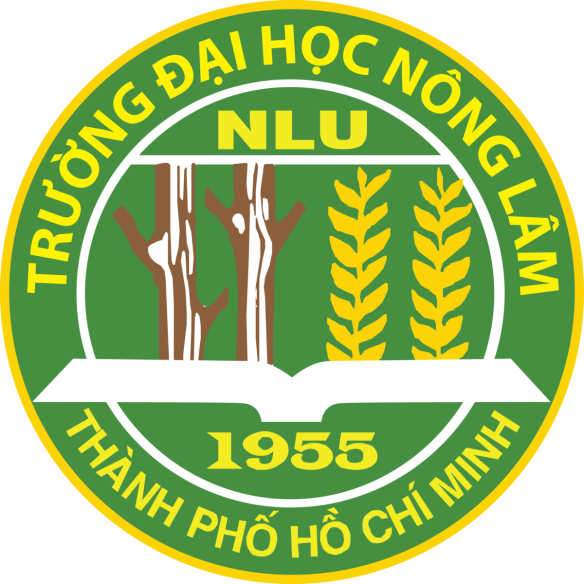 TRƯỜNG ĐẠI HỌC NÔNG LÂM
NLU
1955
THÀNH PHỐ HỒ CHÍ MINH